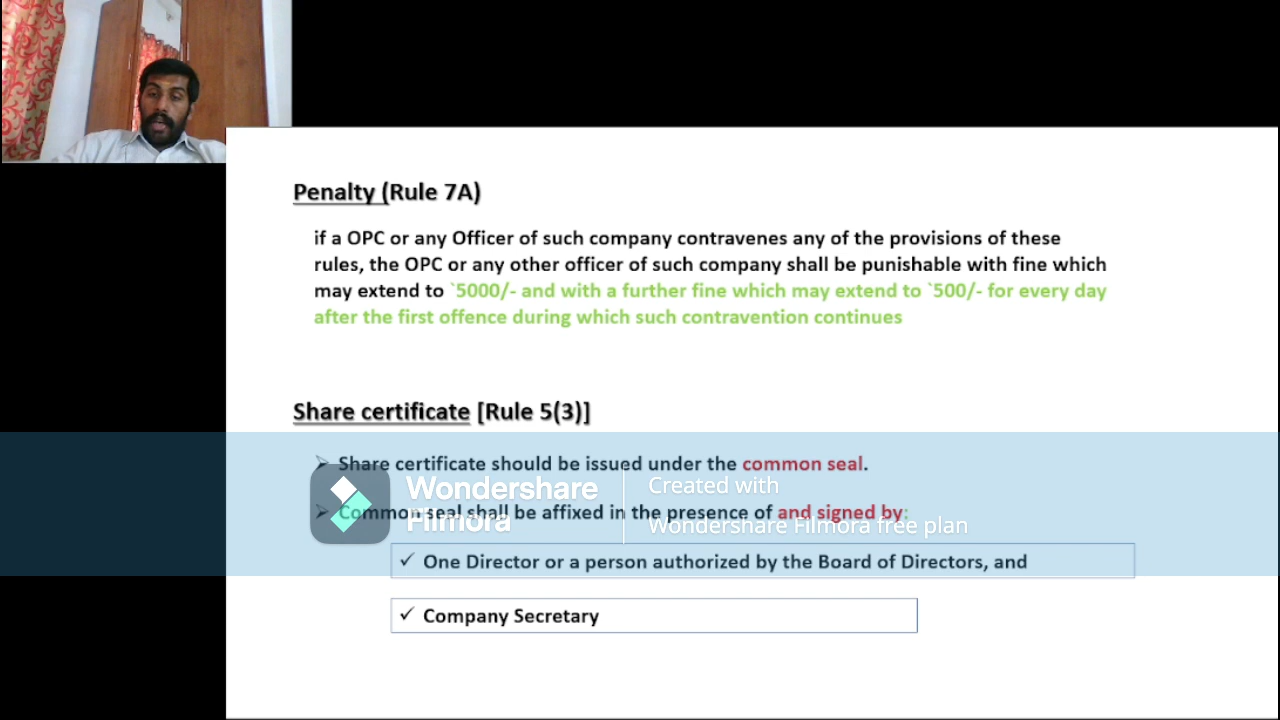 Penalty (Rule 7A)
if a OPC or any Officer of such company contravenes any of the provisions of these
rules, the OPC or any other officer of such company shall be punishable with fine which
may extend to `5000/- and with a further fine which may extend to `500/- for every day
after the first offence during which such contravention continues
Share certificate [Rule 5(3)]
➢ Share certificate should be issued under the common seal.
➢ Common seal shall be affixed in the presence of and signed by:
✓ One Director or a person authorized by the Board of Directors, and
✓ Company Secretary
Wondershare
Filmora
Created with
Wondershare Filmora free plan